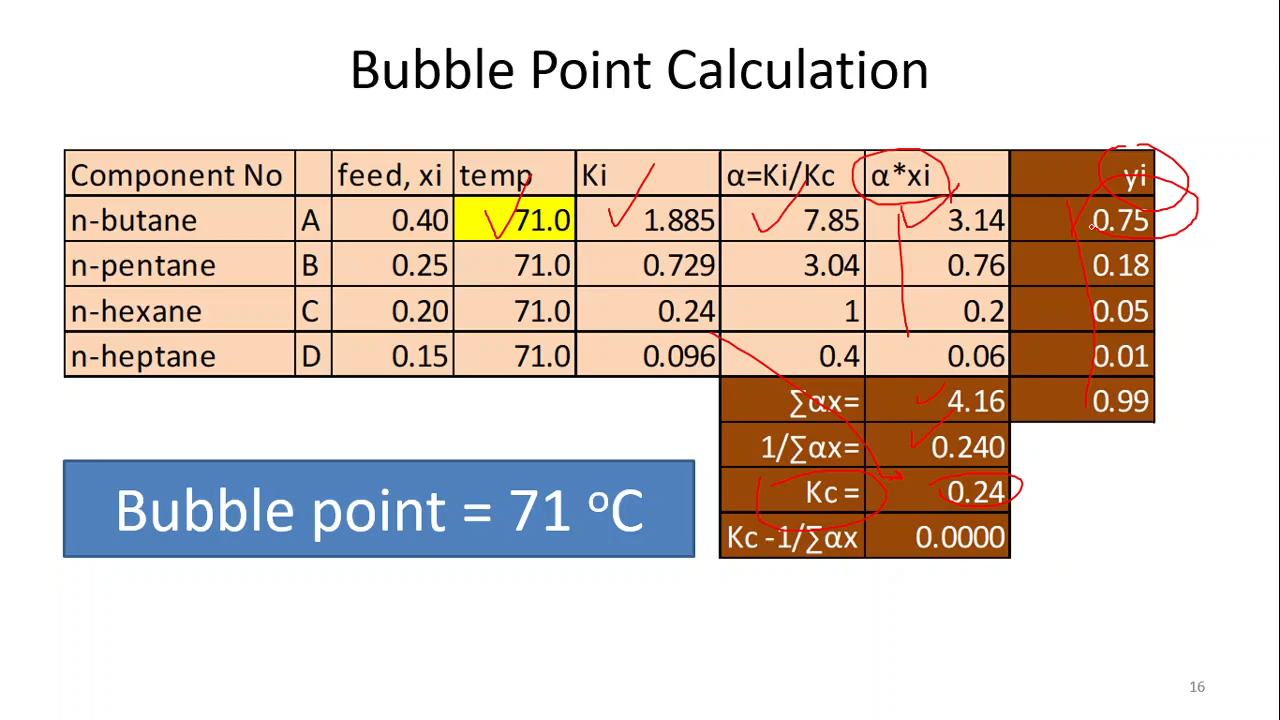 Bubble Point Calculation
Component No feed, xi temp Ki α=Ki/Kc α*xi yi
n-butane A 0.40 71.0 1.885 7.85 3.14 0.75
n-pentane B 0.25 71.0 0.729 3.04 0.76 0.18
n-hexane C 0.20 71.0 0.24 1 0.2 0.05
n-heptane D 0.15 71.0 0.096 0.4 0.06 0.01
∑αx= 4.16 0.99
1/∑αx= 0.240
Kc = 0.24
Kc -1/∑αx 0.0000
Bubble point = 71 ºC
16